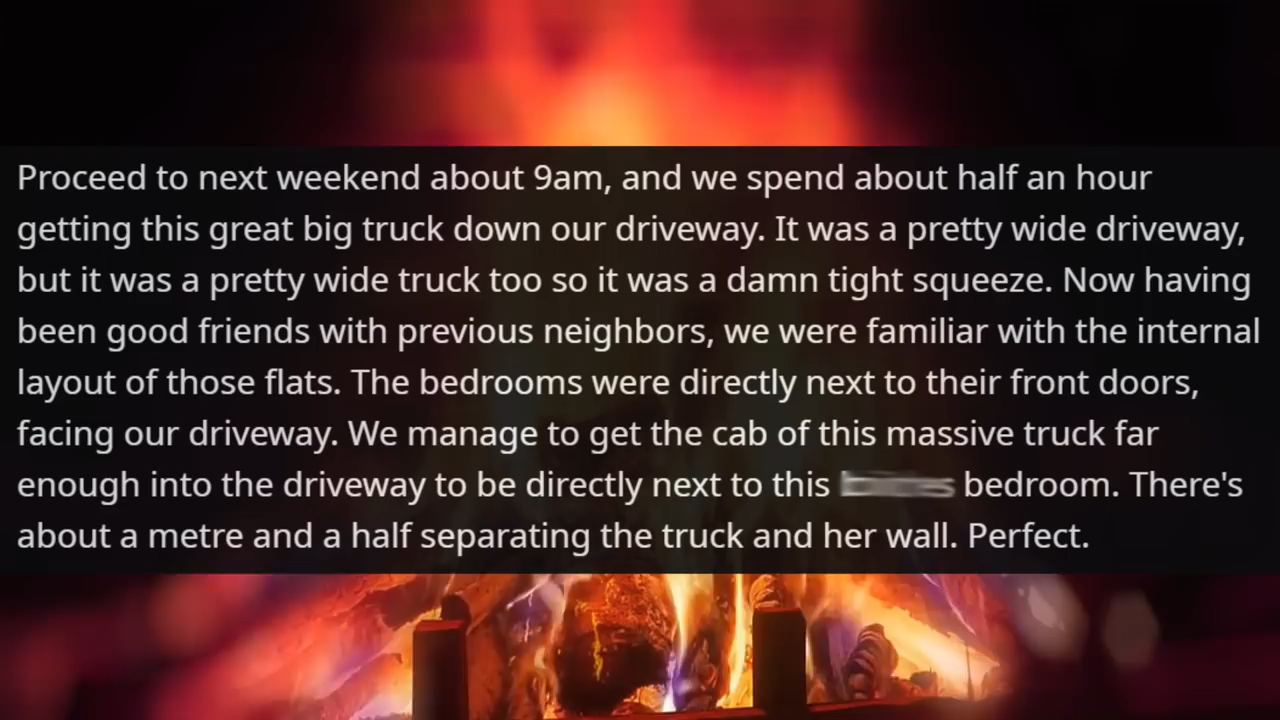 Proceed to next weekend about 9am, and we spend about half an hour
getting this great big truck down our driveway. It was a pretty wide driveway,
but it was a pretty wide truck too so it was a damn tight squeeze. Now having
been good friends with previous neighbors, we were familiar with the internal
layout of those flats. The bedrooms were directly next to their front doors,
facing our driveway. We manage to get the cab of this massive truck far
enough into the driveway to be directly next to this bedroom. There's
about a metre and a half separating the truck and her wall. Perfect.